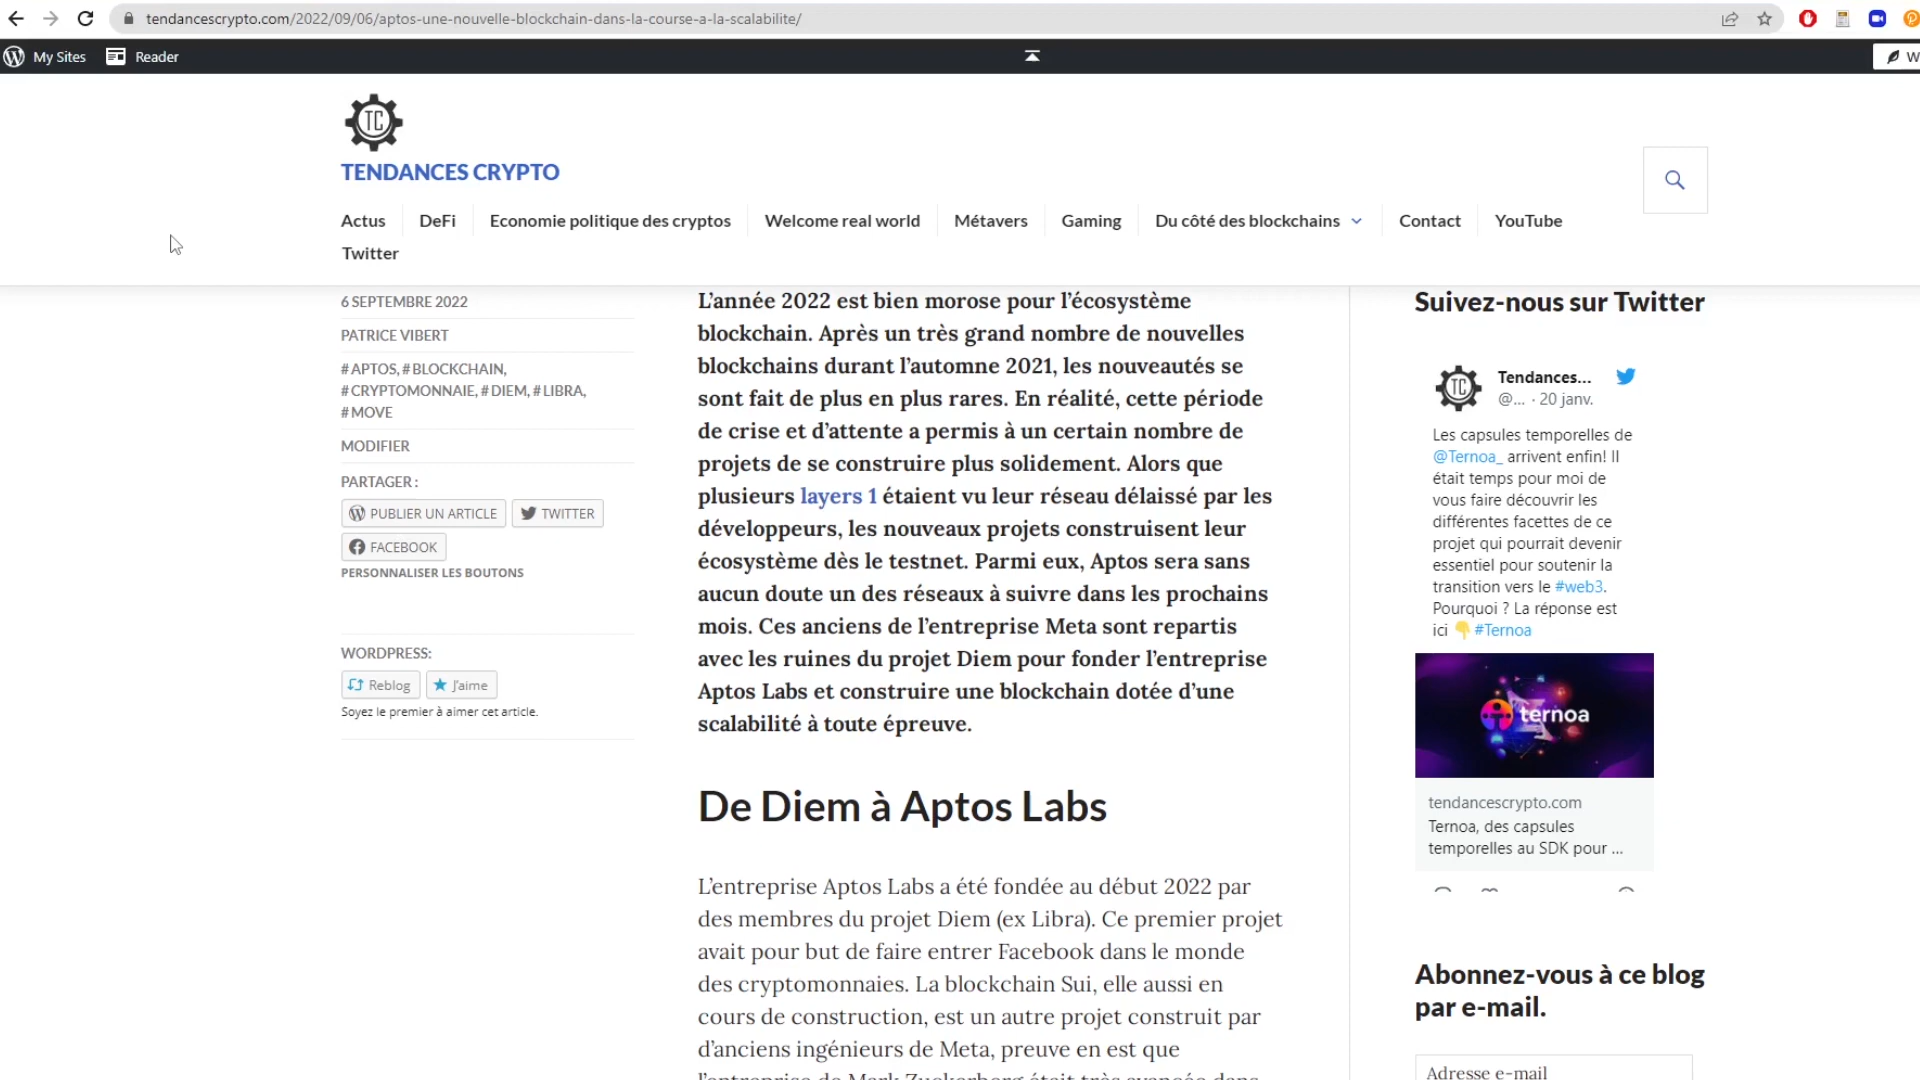 tendancescrypto.com/2022/09/06/aptos-une-nouvelle-blockchain-dans-la-course-a-la-scalabilite/
My Sites
Reader
W
TC
TENDANCES CRYPTO
Actus
DeFi
Economie politique des cryptos
Welcome real world
Métavers
Gaming
Du côté des blockchains
Contact
YouTube
Twitter
6 SEPTEMBRE 2022
PATRICE VIBERT
# APTOS, # BLOCKCHAIN,
# CRYPTOMONNAIE, # DIEM, # LIBRA,
# MOVE
MODIFIER
PARTAGER :
PUBLIER UN ARTICLE
TWITTER
FACEBOOK
PERSONNALISER LES BOUTONS
WORDPRESS:
Reblog
J'aime
Soyez le premier à aimer cet article.
L’année 2022 est bien morose pour l’écosystème
blockchain. Après un très grand nombre de nouvelles
blockchains durant l’automne 2021, les nouveautés se
sont fait de plus en plus rares. En réalité, cette période
de crise et d’attente a permis à un certain nombre de
projets de se construire plus solidement. Alors que
plusieurs layers 1 étaient vu leur réseau délaissé par les
développeurs, les nouveaux projets construisent leur
écosystème dès le testnet. Parmi eux, Aptos sera sans
aucun doute un des réseaux à suivre dans les prochains
mois. Ces anciens de l’entreprise Meta sont repartis
avec les ruines du projet Diem pour fonder l’entreprise
Aptos Labs et construire une blockchain dotée d’une
scalabilité à toute épreuve.
De Diem à Aptos Labs
L’entreprise Aptos Labs a été fondée au début 2022 par
des membres du projet Diem (ex Libra). Ce premier projet
avait pour but de faire entrer Facebook dans le monde
des cryptomonnaies. La blockchain Sui, elle aussi en
cours de construction, est un autre projet construit par
d’anciens ingénieurs de Meta, preuve en est que
l’entreprise de Mark Zuckerberg était très avancée dans
Suivez-nous sur Twitter
TC
Tendances...
@... · 20 janv.
Les capsules temporelles de
@Ternoa_ arrivent enfin! Il
était temps pour moi de
vous faire découvrir les
différentes facettes de ce
projet qui pourrait devenir
essentiel pour soutenir la
transition vers le #web3.
Pourquoi ? La réponse est
ici 👇 #Ternoa
ternoa
tendancescrypto.com
Ternoa, des capsules
temporelles au SDK pour ...
Abonnez-vous à ce blog
par e-mail.
Adresse e-mail